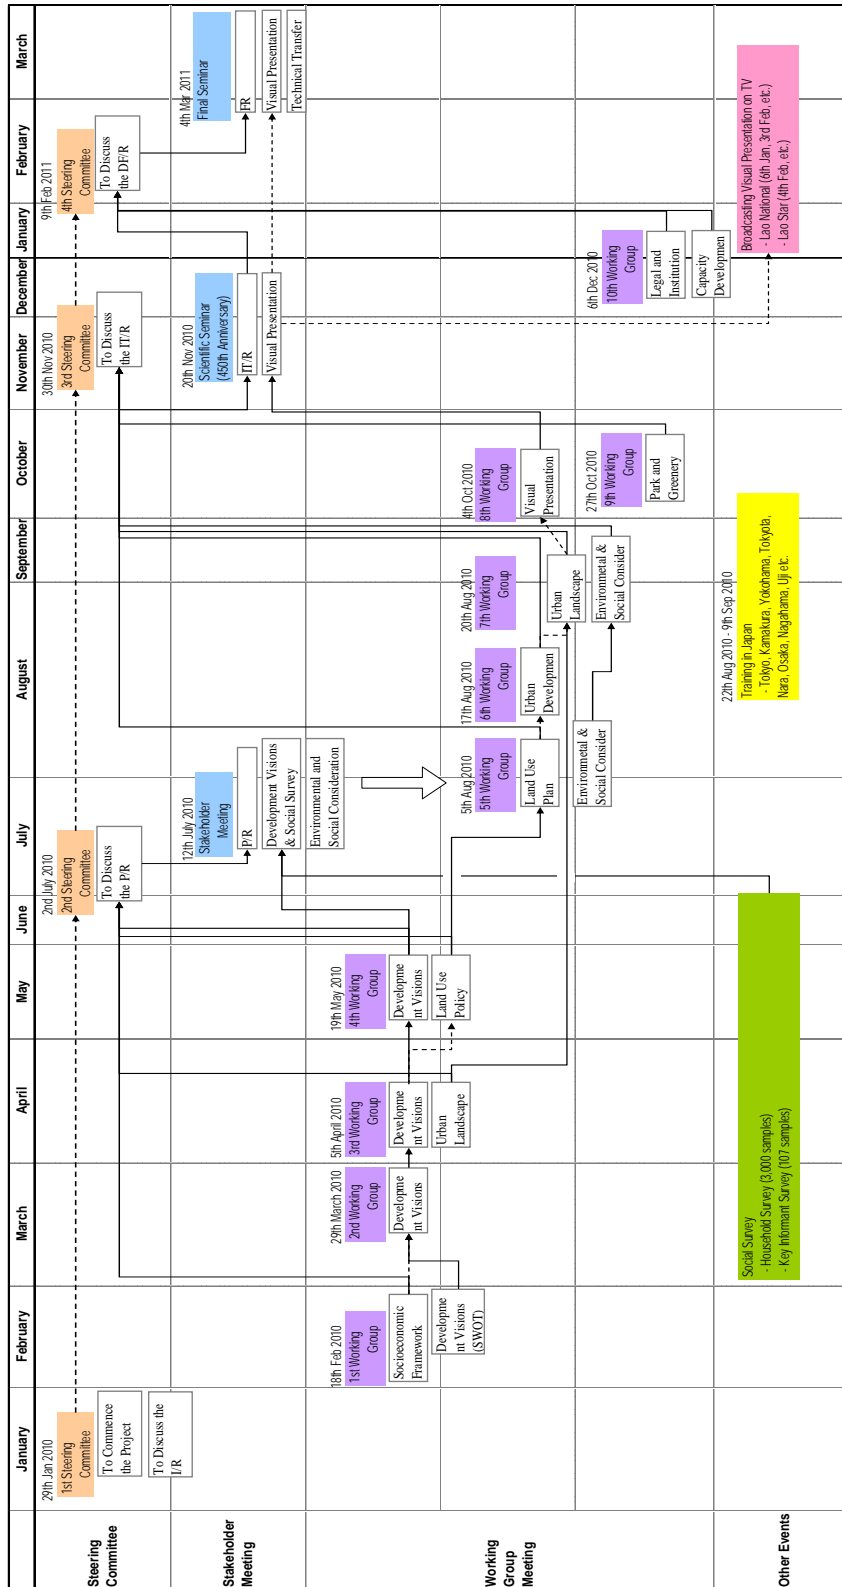 January
February
March
April
May
June
July
August
September
October
November
December
January
February
March
Steering
Committee
29th Jan 2010
1st Steering
Committee
To Commence
the Project
To Discuss the
I/R
2nd July 2010
2nd Steering
Committee
To Discuss
the P/R
30th Nov 2010
3rd Steering
Committee
To Discuss
the IT/R
9th Feb 2011
4th Steering
Committee
To Discuss
the DF/R
Stakeholder
Meeting
12th July 2010
Stakeholder
Meeting
P/R
Development Visions
& Social Survey
Environmental and
Social Consideration
20th Nov 2010
Scientific Seminar
(450th Anniversary)
IT/R
Visual Presentation
4th Mar 2011
Final Seminar
FR
Visual Presentation
Technical Transfer
Working
Group
Meeting
18th Feb 2010
1st Working
Group
Socioeconomic
Framework
Developme
nt Visions
(SWOT)
29th March 2010
2nd Working
Group
Developme
nt Visions
5th April 2010
3rd Working
Group
Developme
nt Visions
Urban
Landscape
19th May 2010
4th Working
Group
Developme
nt Visions
Land Use
Policy
5th Aug 2010
5th Working
Group
Land Use
Plan
Environmetal &
Social Consider
17th Aug 2010
6th Working
Group
Urban
Developmen
20th Aug 2010
7th Working
Group
Urban
Landscape
Environmetal &
Social Consider
4th Oct 2010
8th Working
Group
Visual
Presentation
27th Oct 2010
9th Working
Group
Park and
Greenery
6th Dec 2010
10th Working
Group
Legal and
Institution
Capacity
Developmen
Other Events
Social Survey
- Household Survey (3,000 samples)
- Key Informant Survey (107 samples)
22th Aug 2010 - 9th Sep 2010
Training in Japan
- Tokyo, Kamakura, Yokohama, Tokyota,
Nara, Osaka, Nagahama, Uji etc.
Broadcasting Visual Presentation on TV
- Lao National (6th Jan, 3rd Feb, etc.)
- Lao Star (4th Feb, etc.)